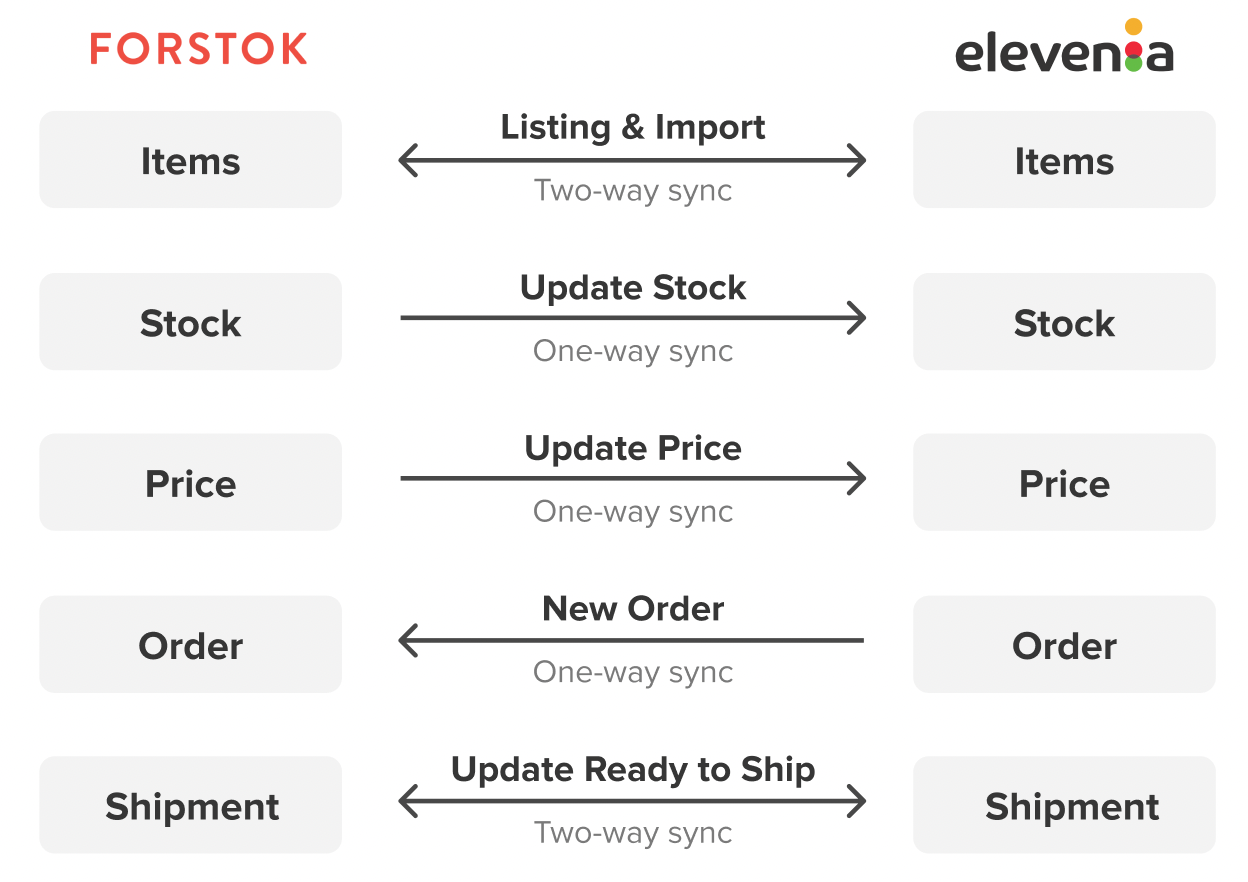 FORSTOK
elevenia
Listing & Import
Items
Items
Two-way sync
Update Stock
Stock
Stock
One-way sync
Update Price
Price
Price
One-way sync
New Order
Order
Order
One-way sync
Update Ready to Ship
Shipment
Shipment
Two-way sync